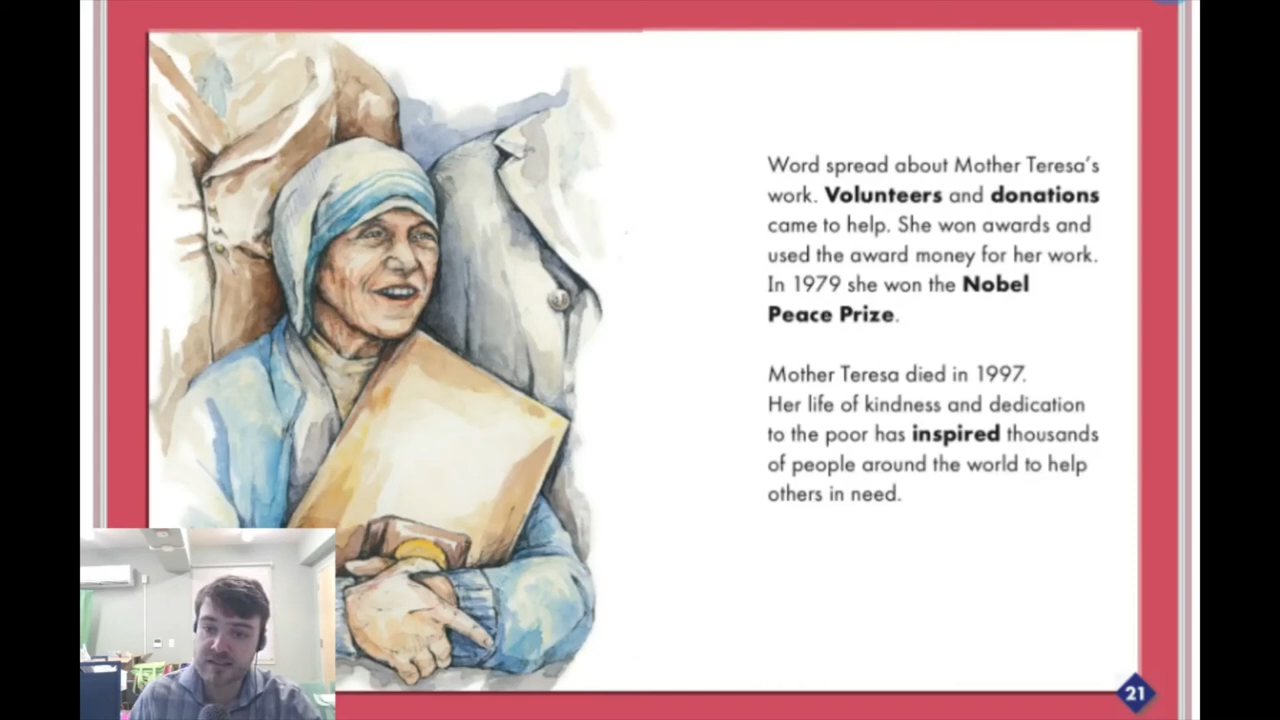 Word spread about Mother Teresa's
work. Volunteers and donations
came to help. She won awards and
used the award money for her work.
In 1979 she won the Nobel
Peace Prize.
Mother Teresa died in 1997.
Her life of kindness and dedication
to the poor has inspired thousands
of people around the world to help
others in need.
21